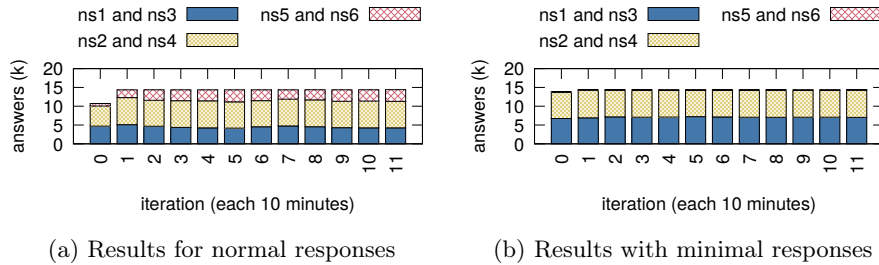 ns1 and ns3
ns5 and ns6
ns2 and ns4
answers (k)
20
15
10
5
0
0 1 2 3 4 5 6 7 8 9 10 11
iteration (each 10 minutes)
(a) Results for normal responses
ns1 and ns3
ns5 and ns6
ns2 and ns4
answers (k)
20
15
10
5
0
0 1 2 3 4 5 6 7 8 9 10 11
iteration (each 10 minutes)
(b) Results with minimal responses